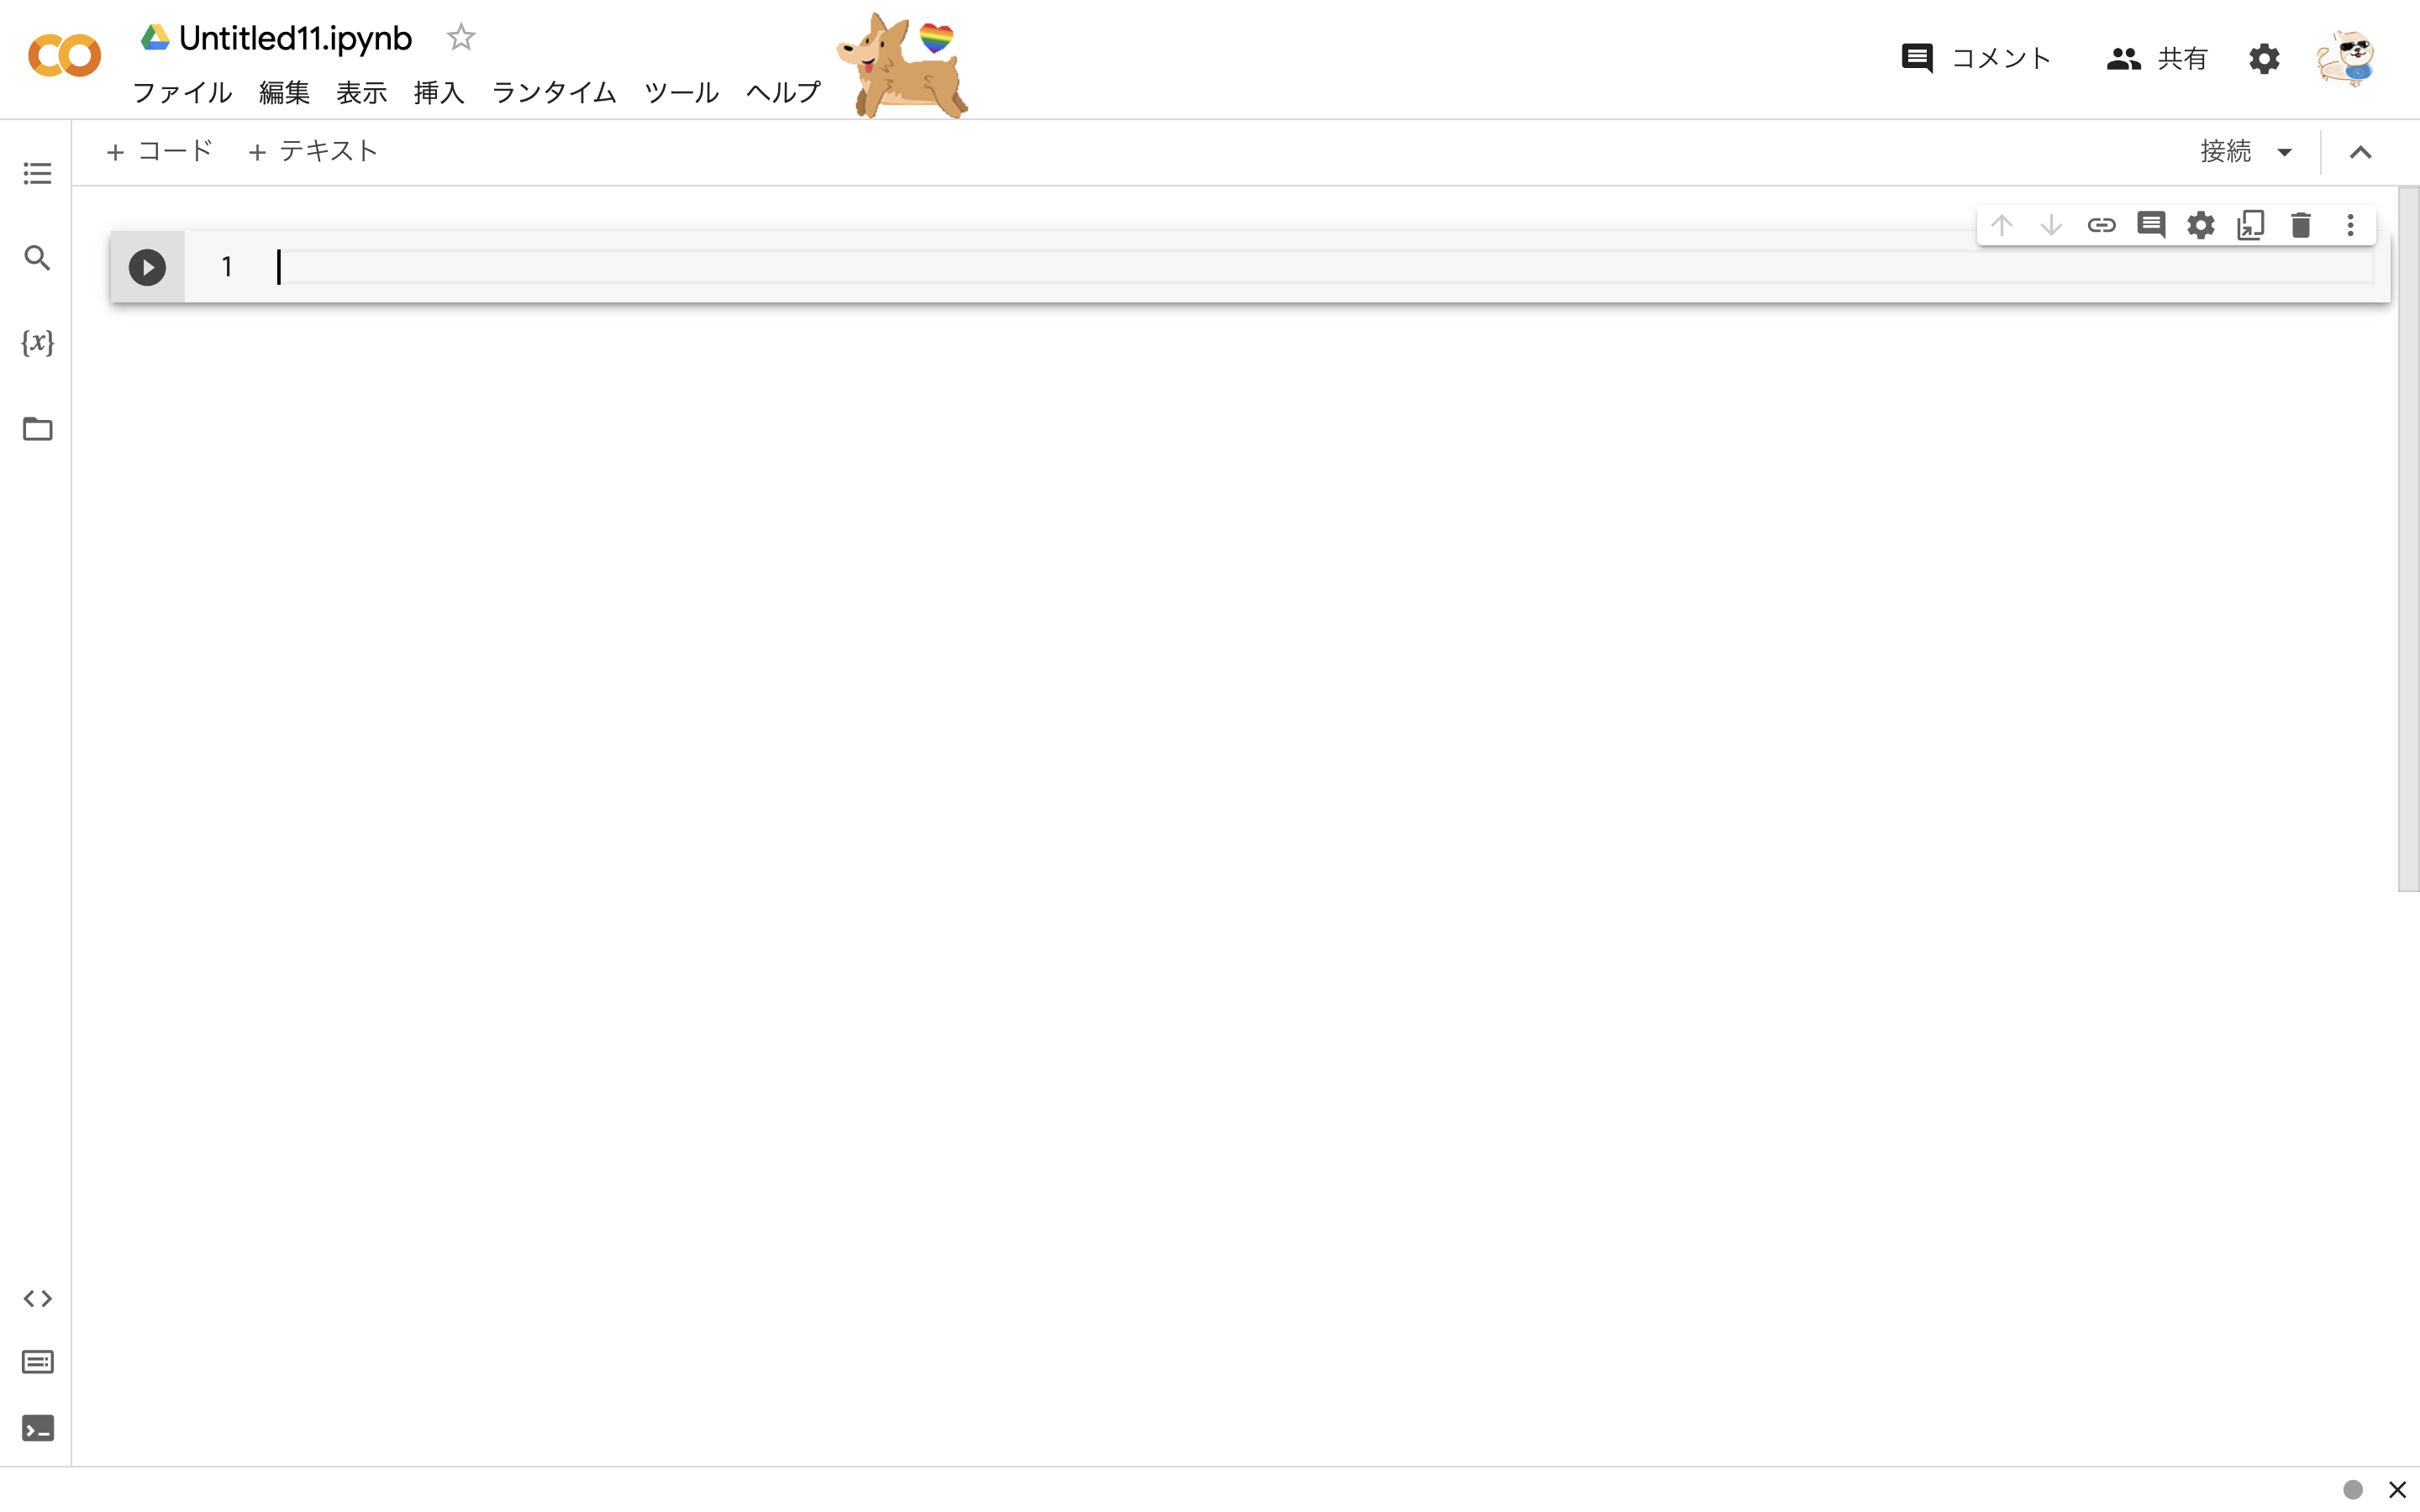 Untitled11.ipynb
ファイル 編集 表示 挿入 ランタイム ツール ヘルプ
コメント 共有
+ コード + テキスト
接続
{x}
1